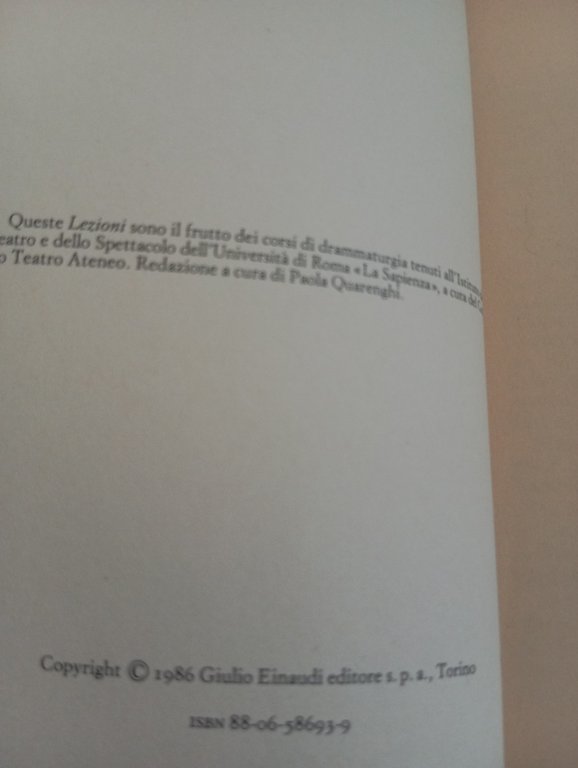 Queste Lezioni sono il frutto dei corsi di drammaturgia tenuti all'Istituto
eatro e dello Spettacolo dell'Università di Roma «La Sapienza», a cura del
o Teatro Ateneo. Redazione a cura di Paola Quarenghi.
Copyright © 1986 Giulio Einaudi editore s. p. a., Torino
ISBN 88-06-58693-9